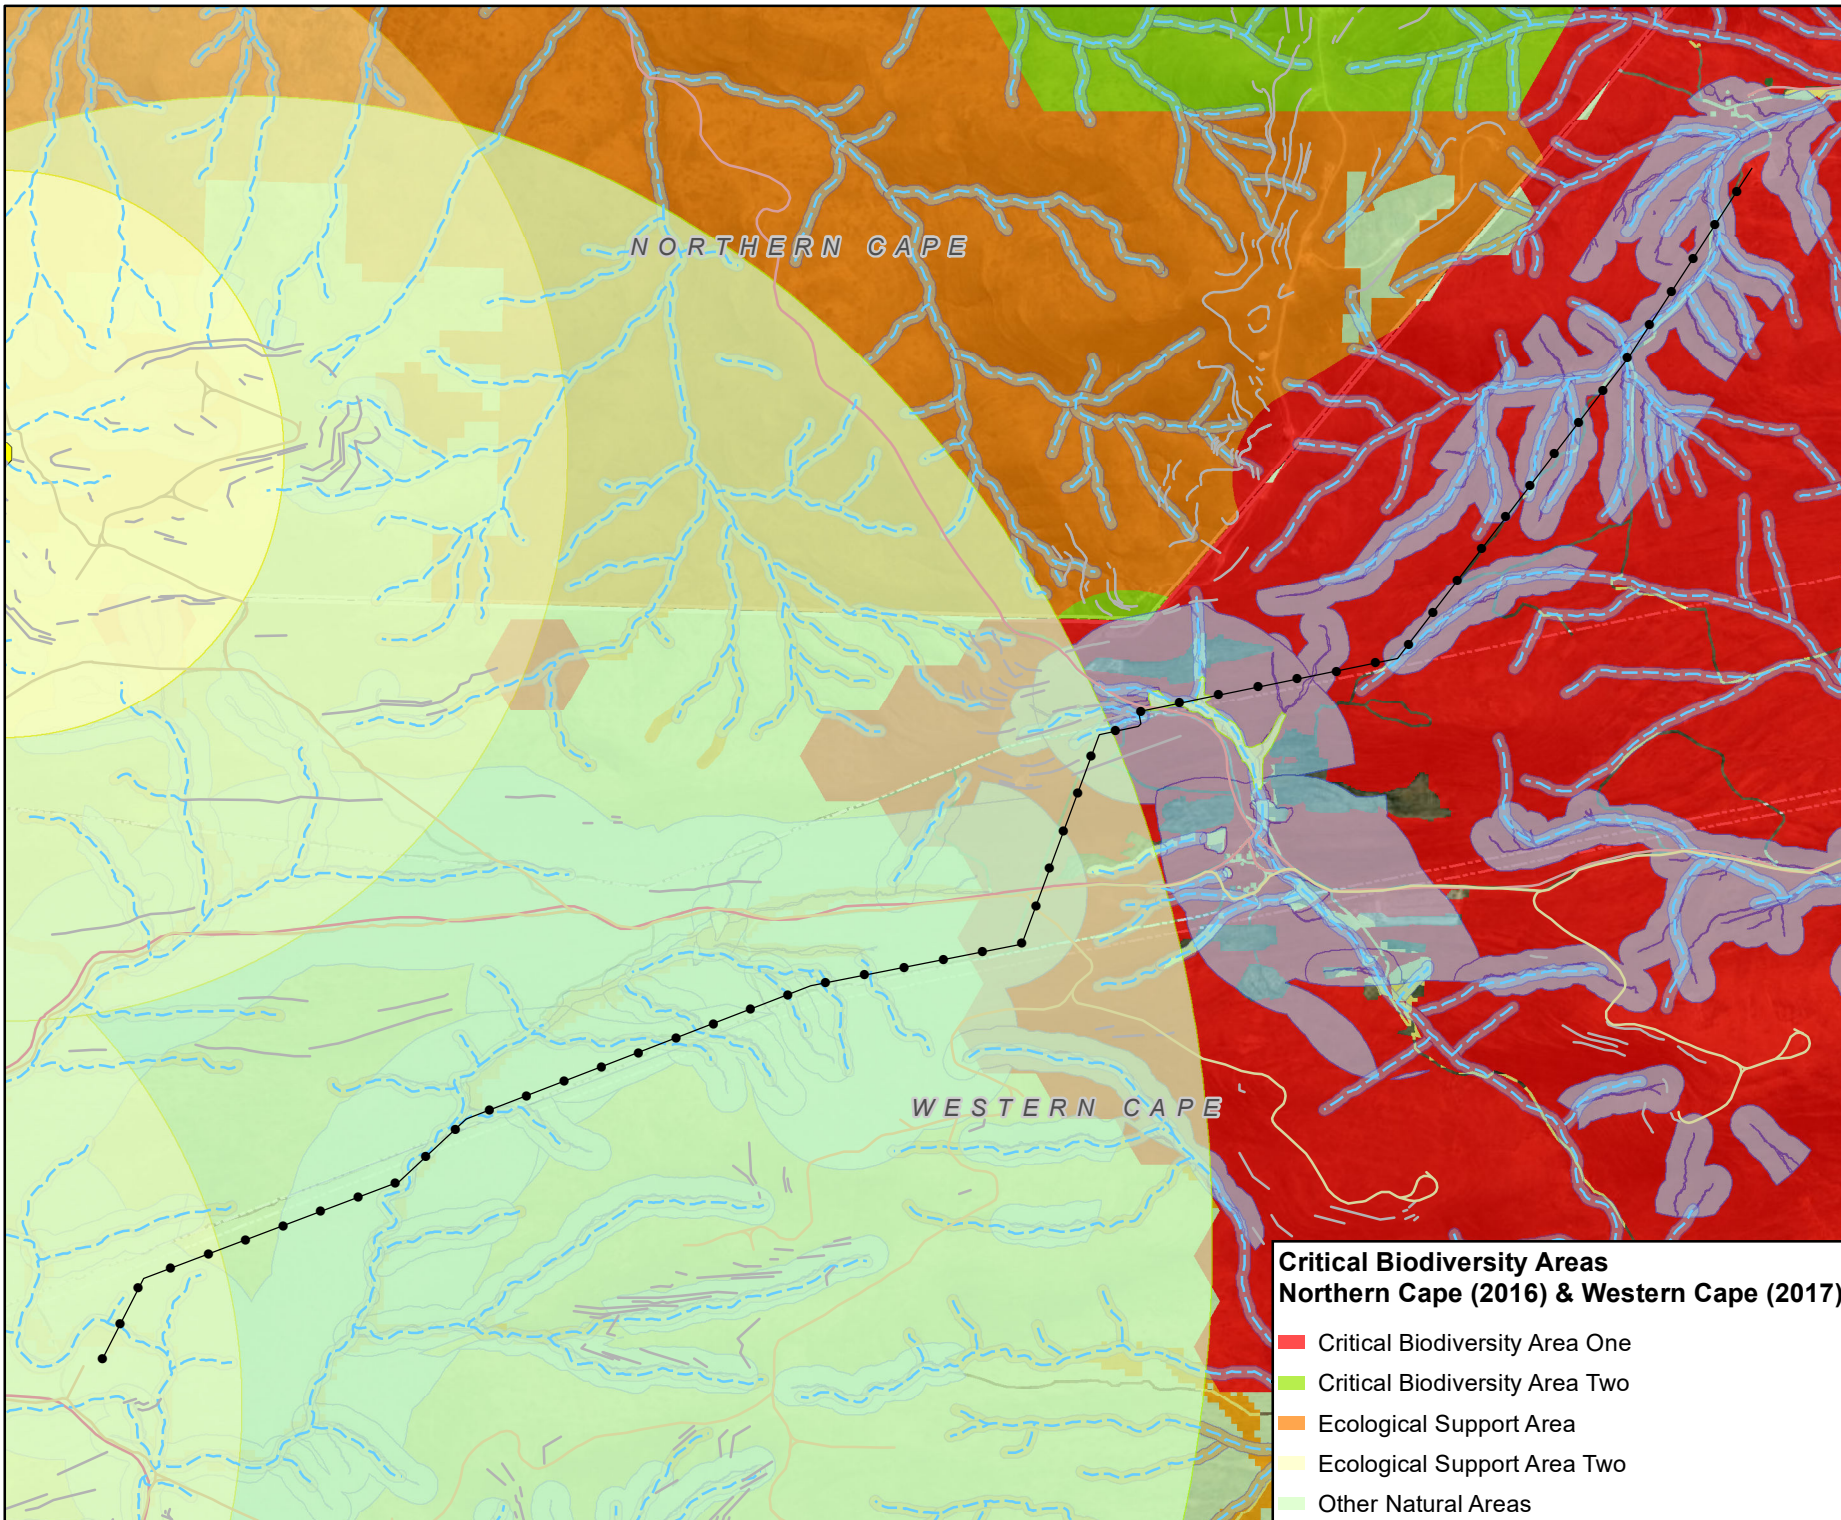 NORTHERN CAPE
WESTERN CAPE
Critical Biodiversity Areas
Northern Cape (2016) & Western Cape (2017)
Critical Biodiversity Area One
Critical Biodiversity Area Two
Ecological Support Area
Ecological Support Area Two
Other Natural Areas